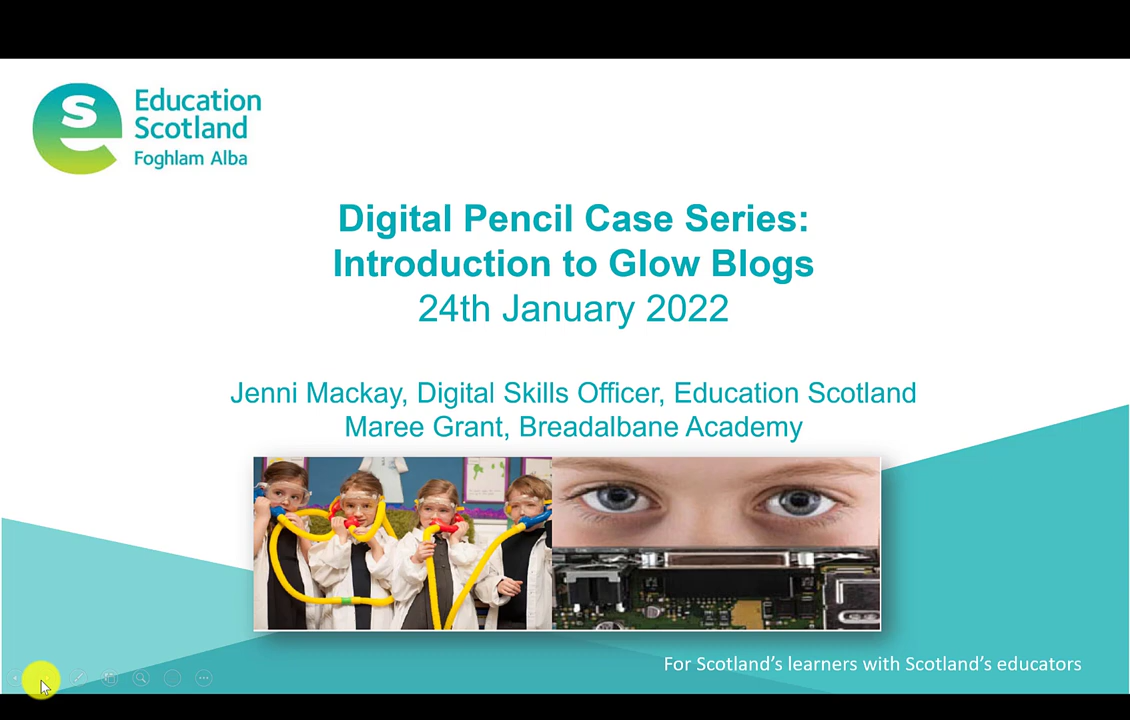 Education
Scotland
Foghlam Alba
Digital Pencil Case Series:
Introduction to Glow Blogs
24th January 2022
Jenni Mackay, Digital Skills Officer, Education Scotland
Maree Grant, Breadalbane Academy
For Scotland's learners with Scotland's educators